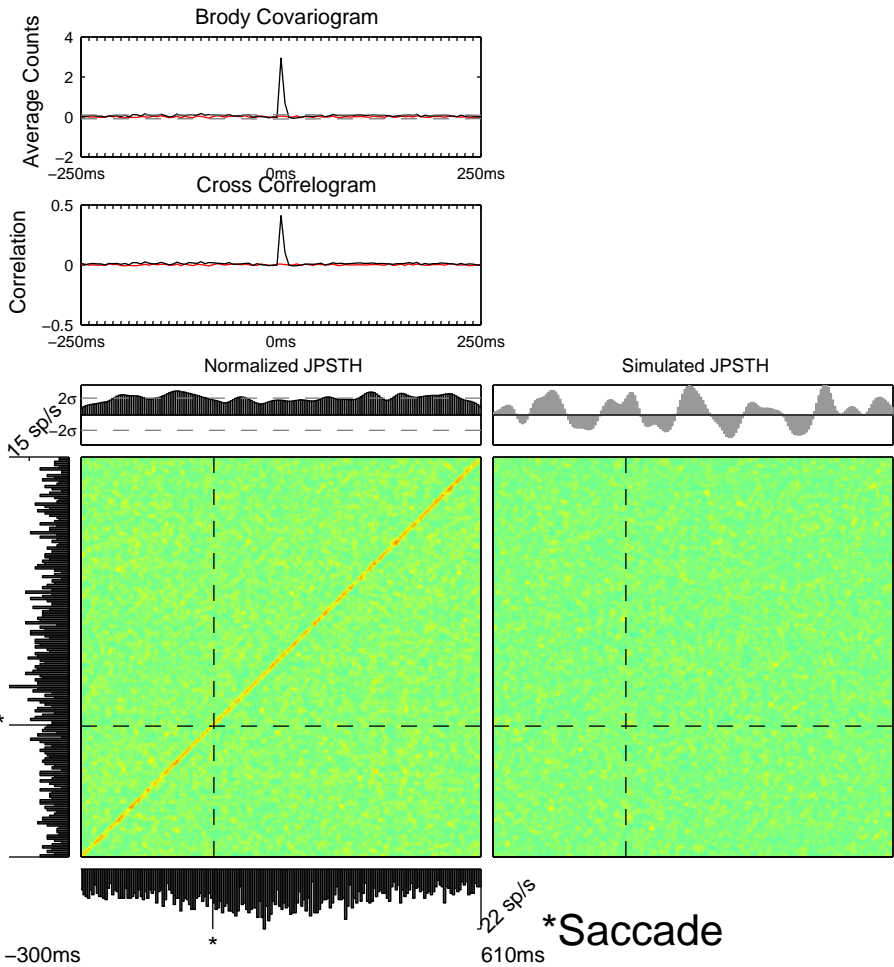 Brody Covariogram
Average Counts
4
2
0
−2
−250ms
0ms
250ms
Cross Correlogram
Correlation
0.5
0
−0.5
−250ms
0ms
250ms
Normalized JPSTH
Simulated JPSTH
2σ
−2σ
15 sp/s
*
*
22 sp/s
*Saccade
−300ms
610ms